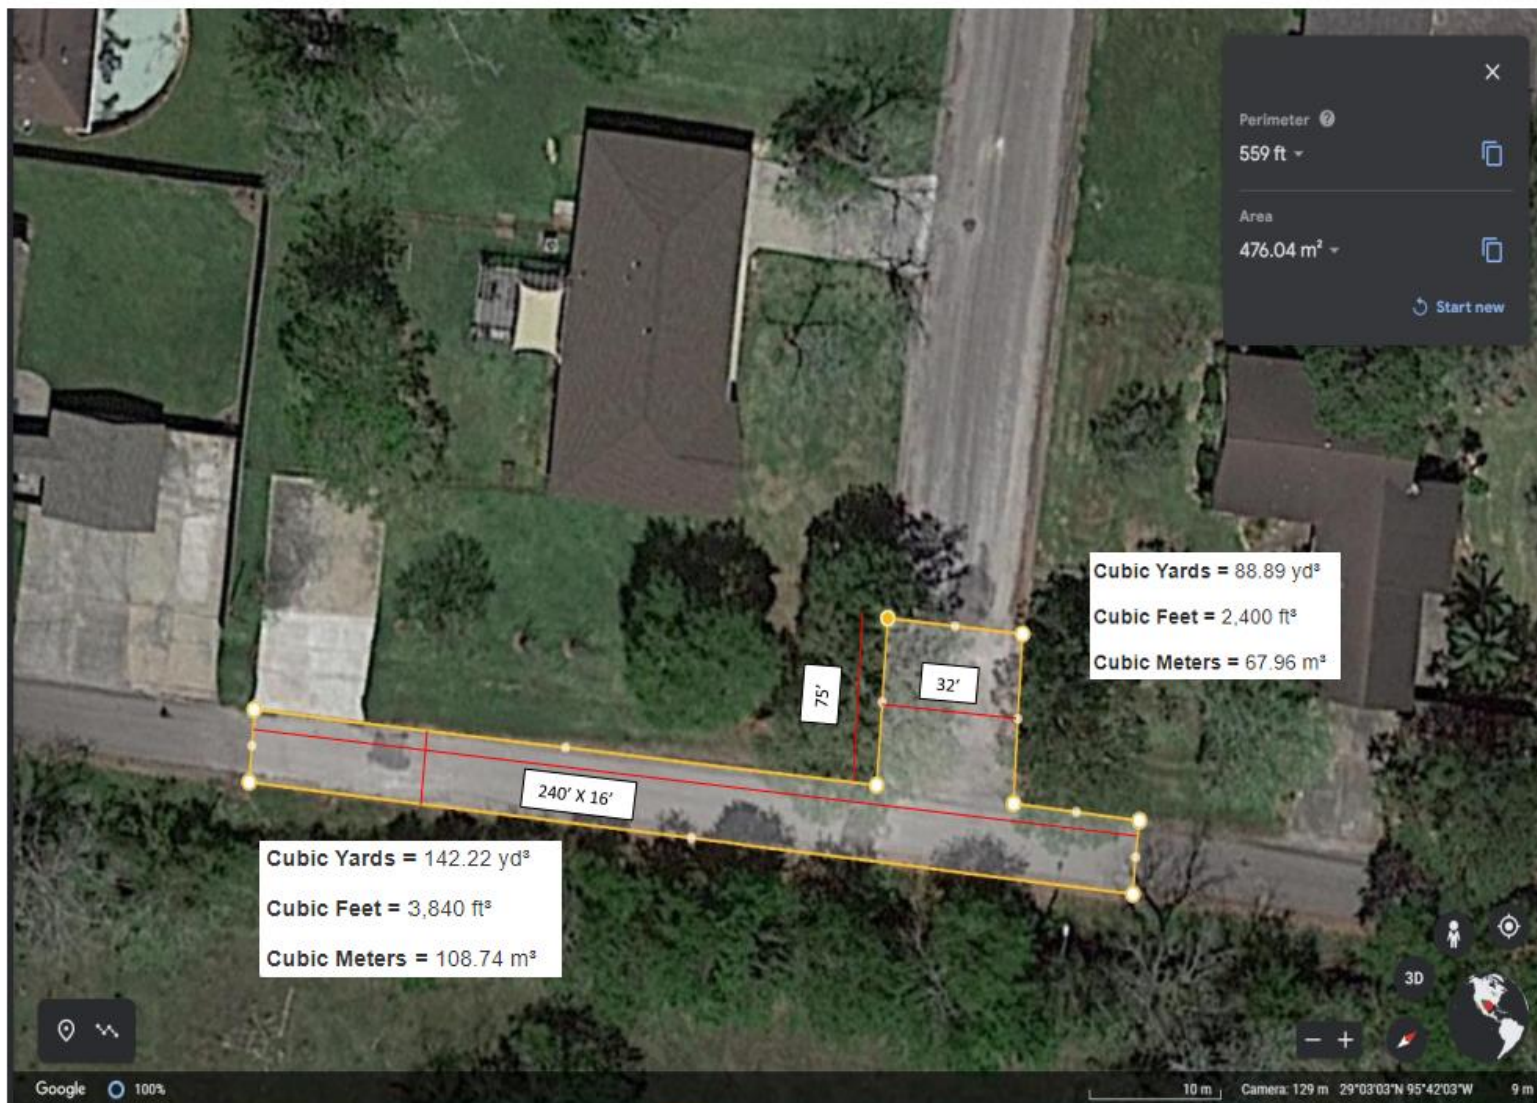 Perimeter
559 ft
Area
476.04 m²
Start new
Cubic Yards = 88.89 yd³
Cubic Feet = 2,400 ft³
Cubic Meters = 67.96 m³
75'
32'
240' X 16'
Cubic Yards = 142.22 yd³
Cubic Feet = 3,840 ft³
Cubic Meters = 108.74 m³
3D
Google 100% 10 m Camera: 129 m 29°03'03"N 95°42'03"W 9 m